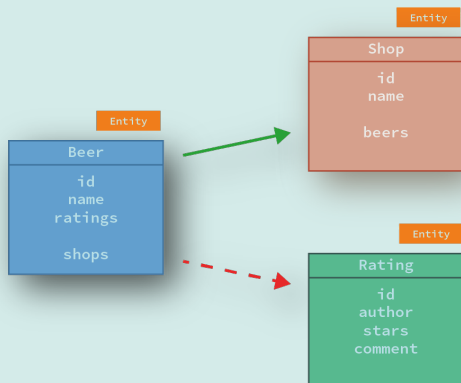 Entity
Shop
id
name
beers
Entity
Beer
id
name
ratings
shops
Entity
Rating
id
author
stars
comment